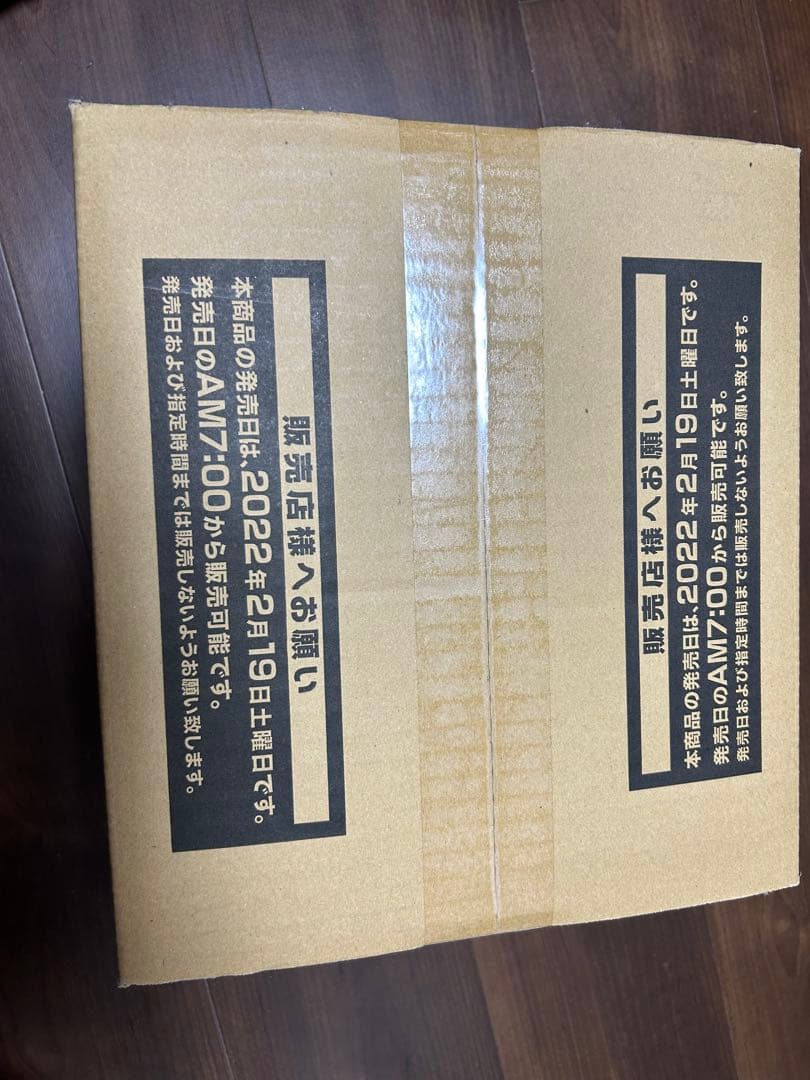 販売店様へお願い
本商品の発売日は、2022年2月19日土曜日です。
発売日のAM7:00から販売可能です。
発売日および指定時間までは販売しないようお願い致します。
販売店様へお願い
本商品の発売日は、2022年2月19日土曜日です。
発売日のAM7:00から販売可能です。
発売日および指定時間までは販売しないようお願い致します。